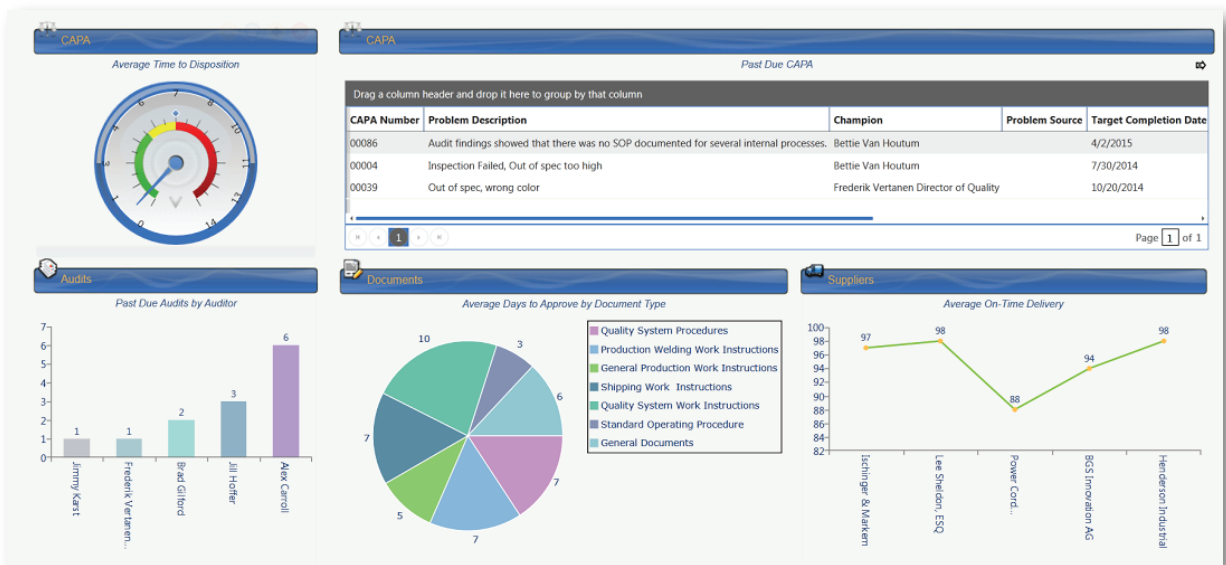 CAPA
Average Time to Disposition
0
1
3
4
6
7
8
10
11
13
14
CAPA
Past Due CAPA
Drag a column header and drop it here to group by that column
CAPA Number Problem Description Champion Problem Source Target Completion Date
00086 Audit findings showed that there was no SOP documented for several internal processes. Bettie Van Houtum 4/2/2015
00004 Inspection Failed, Out of spec too high Bettie Van Houtum 7/30/2014
00039 Out of spec, wrong color Frederik Vertanen Director of Quality 10/20/2014
1
Page 1 of 1
Audits
Past Due Audits by Auditor
7
6
5
4
3
2
1
0
1
1
2
3
6
Jimmy Karst
Frederik Vertanen...
Brad Gilford
Jill Hoffer
Alex Carroll
Documents
Average Days to Approve by Document Type
10
3
6
7
7
5
7
Quality System Procedures
Production Welding Work Instructions
General Production Work Instructions
Shipping Work Instructions
Quality System Work Instructions
Standard Operating Procedure
General Documents
Suppliers
Average On-Time Delivery
100
98
96
94
92
90
88
86
84
82
97
98
88
94
98
Ischinger & Markem
Lee Sheldon, ESQ
Power Cord...
BGS Innovation AG
Henderson Industrial